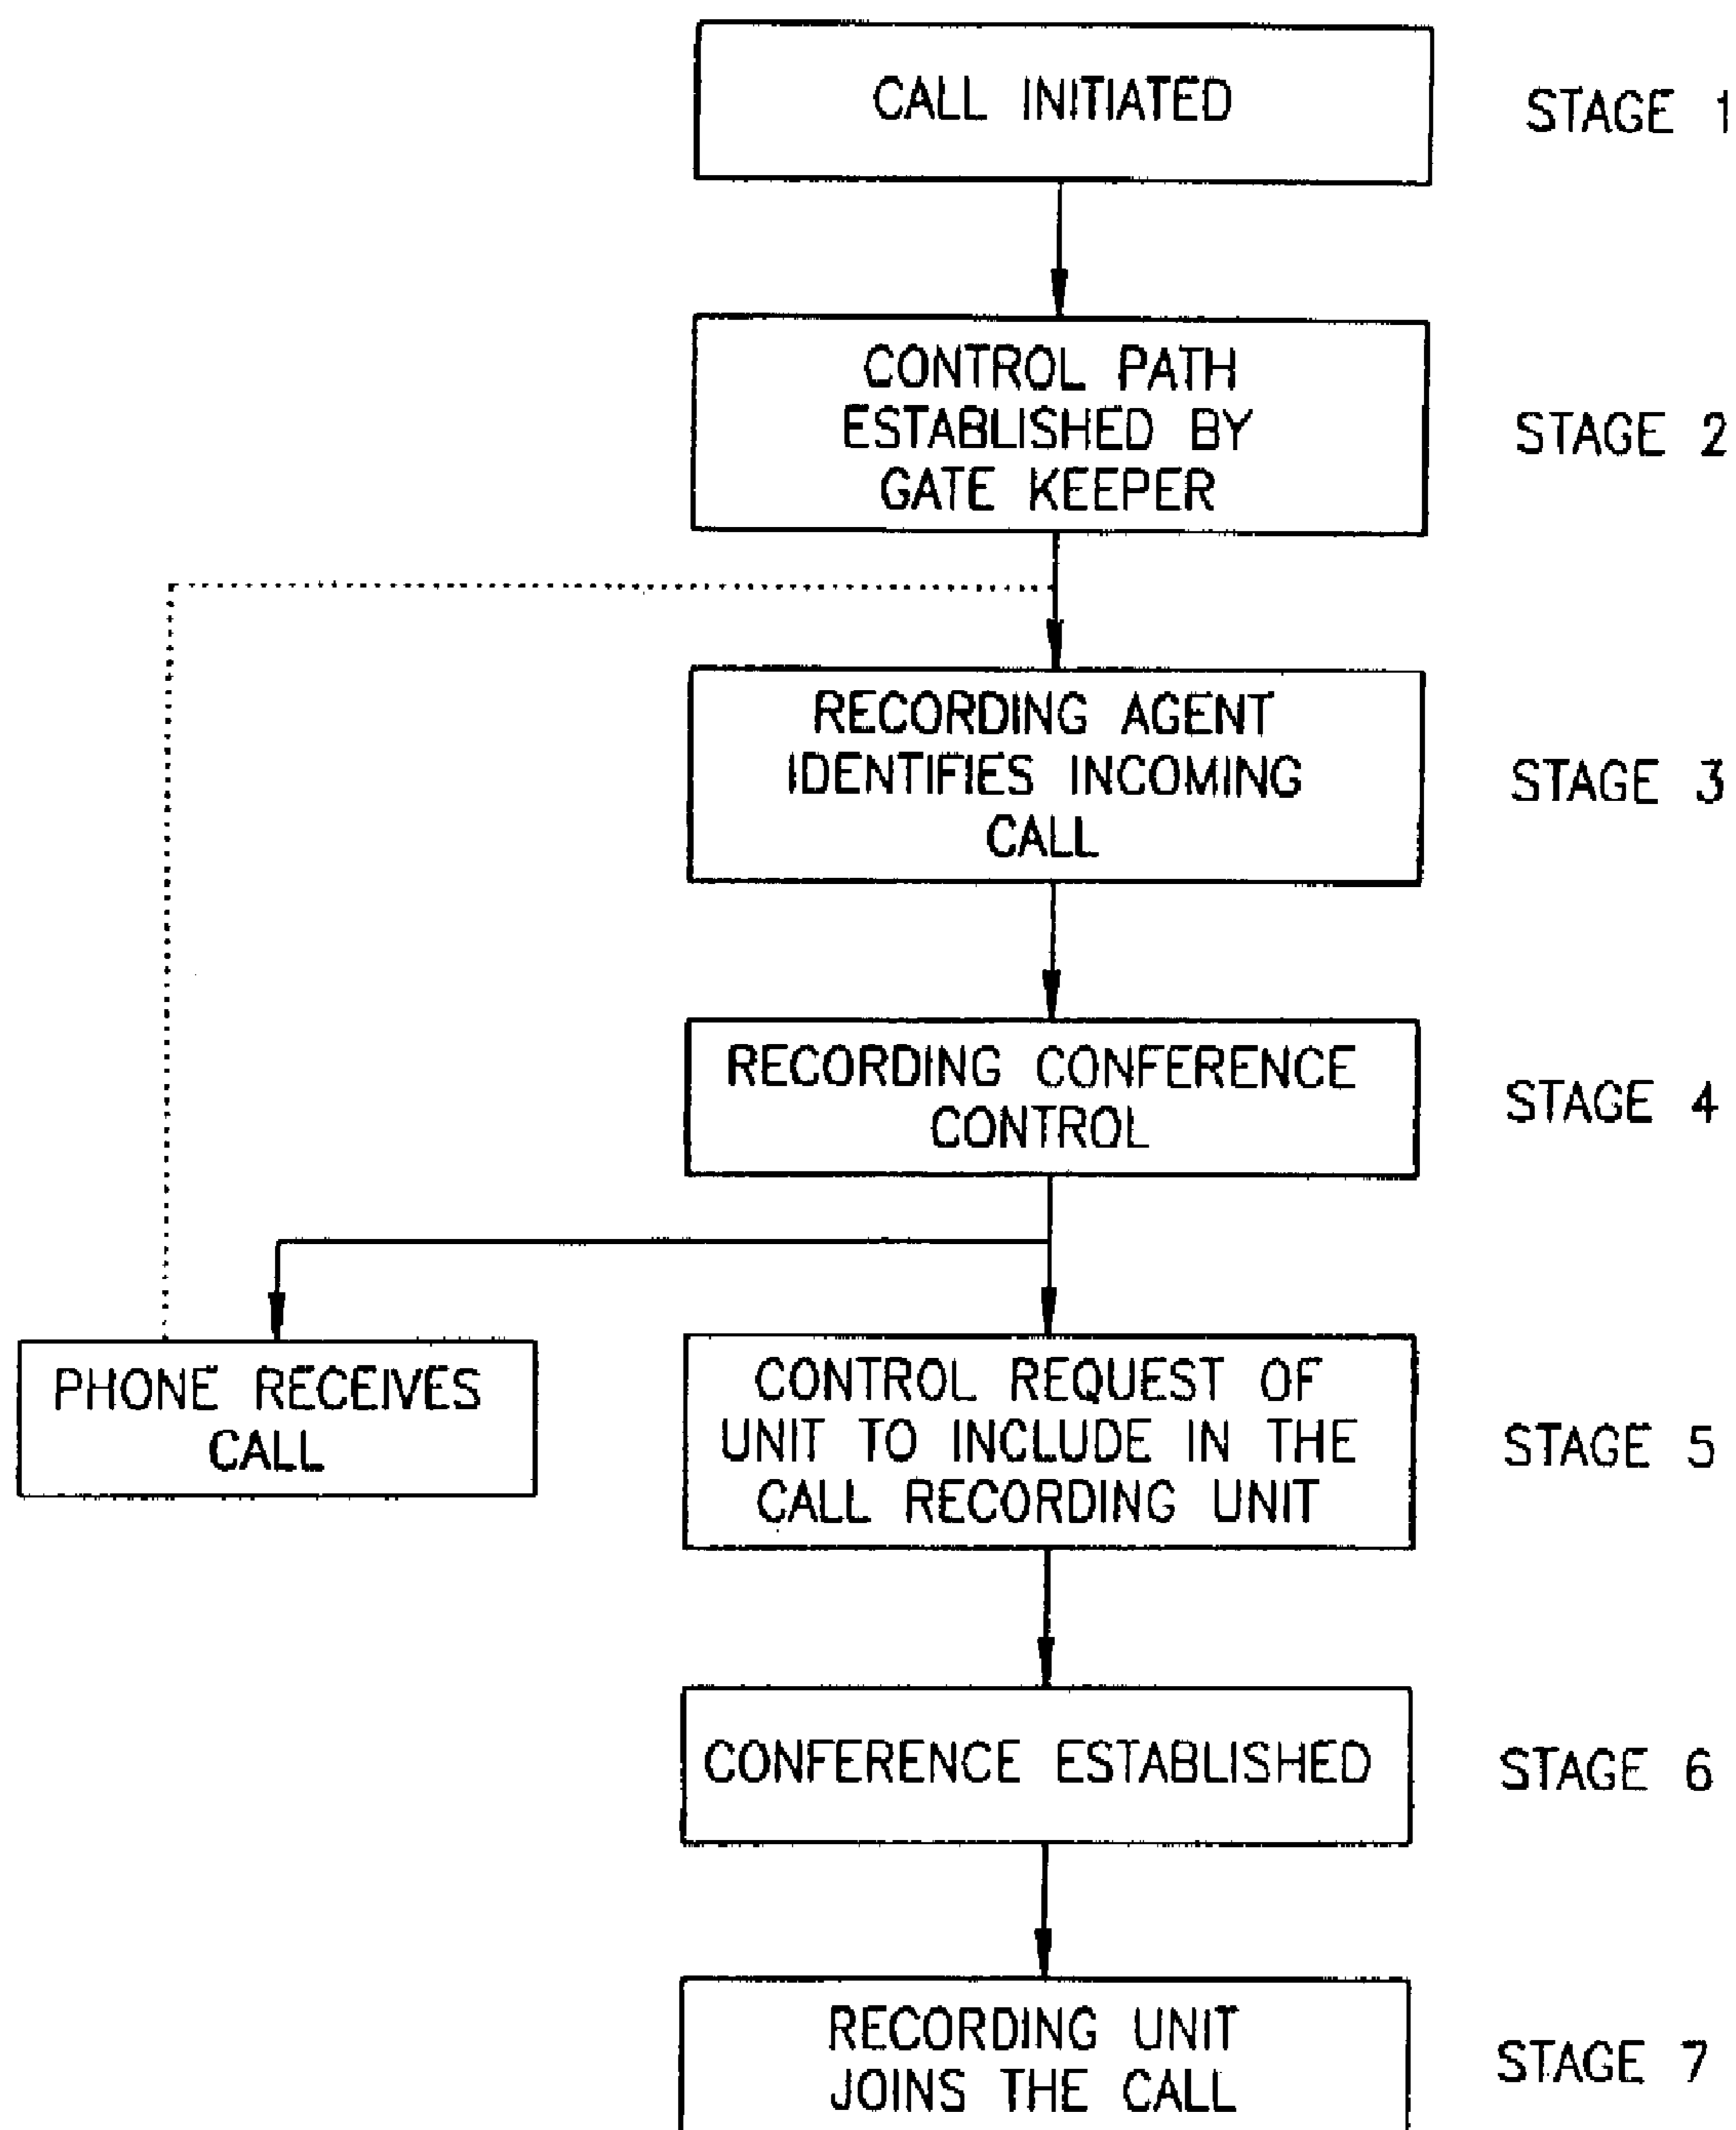 CALL INITIATED
STAGE 1
CONTROL PATH
ESTABLISHED BY
GATE KEEPER
STAGE 2
RECORDING AGENT
IDENTIFIES INCOMING
CALL
STAGE 3
RECORDING CONFERENCE
CONTROL
STAGE 4
PHONE RECEIVES
CALL
CONTROL REQUEST OF
UNIT TO INCLUDE IN THE
CALL RECORDING UNIT
STAGE 5
CONFERENCE ESTABLISHED
STAGE 6
RECORDING UNIT
JOINS THE CALL
STAGE 7